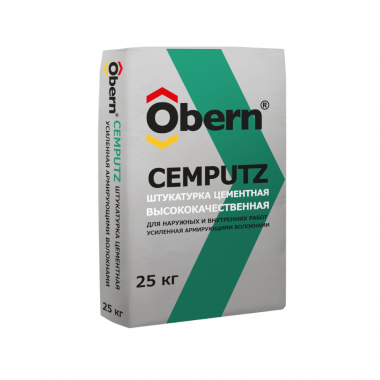 Obern®
CEMPUTZ
ШТУКАТУРКА ЦЕМЕНТНАЯ
ВЫСОКОКАЧЕСТВЕННАЯ
ДЛЯ НАРУЖНЫХ И ВНУТРЕННИХ РАБОТ
УСИЛЕННАЯ АРМИРУЮЩИМИ ВОЛОКНАМИ
25 кг
Obern
CEMPUTZ ШТУКАТУРКА ЦЕМЕНТНАЯ
УСИЛЕННАЯ АРМИРУЮЩИМИ ВОЛОКНАМИ
25 кг